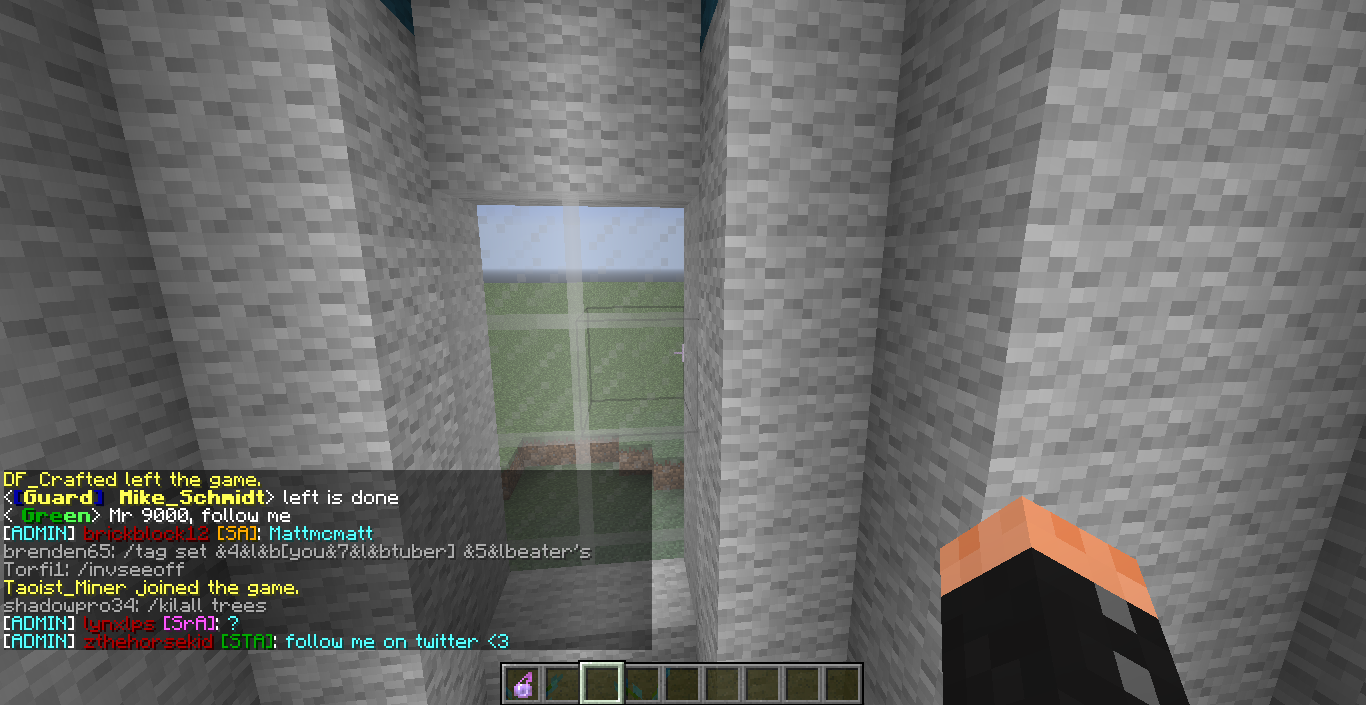 DF_Crafted left the game.
<[Guard] Mike_Schmidt> left is done
< Green> Mr 9000, follow me
[ADMIN] brickblock12 [SA]: Mattmcmatt
brenden65: /tag set &4&l&b[you&7&l&btuber] &5&lbeater's
Torfi1: /invseeoff
Taoist_Miner joined the game.
shadowpro34: /kilall trees
[ADMIN] lynxlps [SrA]: ?
[ADMIN] zthehorsekid [STA]: follow me on twitter <3